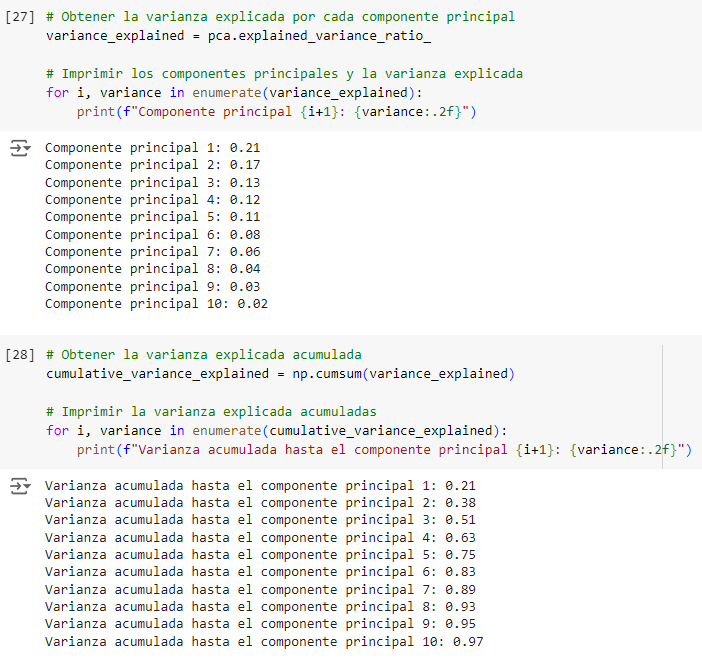 [27] # Obtener la varianza explicada por cada componente principal
variance_explained = pca.explained_variance_ratio_
# Imprimir los componentes principales y la varianza explicada
for i, variance in enumerate(variance_explained):
print(f"Componente principal {i+1}: {variance:.2f}")
Componente principal 1: 0.21
Componente principal 2: 0.17
Componente principal 3: 0.13
Componente principal 4: 0.12
Componente principal 5: 0.11
Componente principal 6: 0.08
Componente principal 7: 0.06
Componente principal 8: 0.04
Componente principal 9: 0.03
Componente principal 10: 0.02
[28] # Obtener la varianza explicada acumulada
cumulative_variance_explained = np.cumsum(variance_explained)
# Imprimir la varianza explicada acumuladas
for i, variance in enumerate(cumulative_variance_explained):
print(f"Varianza acumulada hasta el componente principal {i+1}: {variance:.2f}")
Varianza acumulada hasta el componente principal 1: 0.21
Varianza acumulada hasta el componente principal 2: 0.38
Varianza acumulada hasta el componente principal 3: 0.51
Varianza acumulada hasta el componente principal 4: 0.63
Varianza acumulada hasta el componente principal 5: 0.75
Varianza acumulada hasta el componente principal 6: 0.83
Varianza acumulada hasta el componente principal 7: 0.89
Varianza acumulada hasta el componente principal 8: 0.93
Varianza acumulada hasta el componente principal 9: 0.95
Varianza acumulada hasta el componente principal 10: 0.97